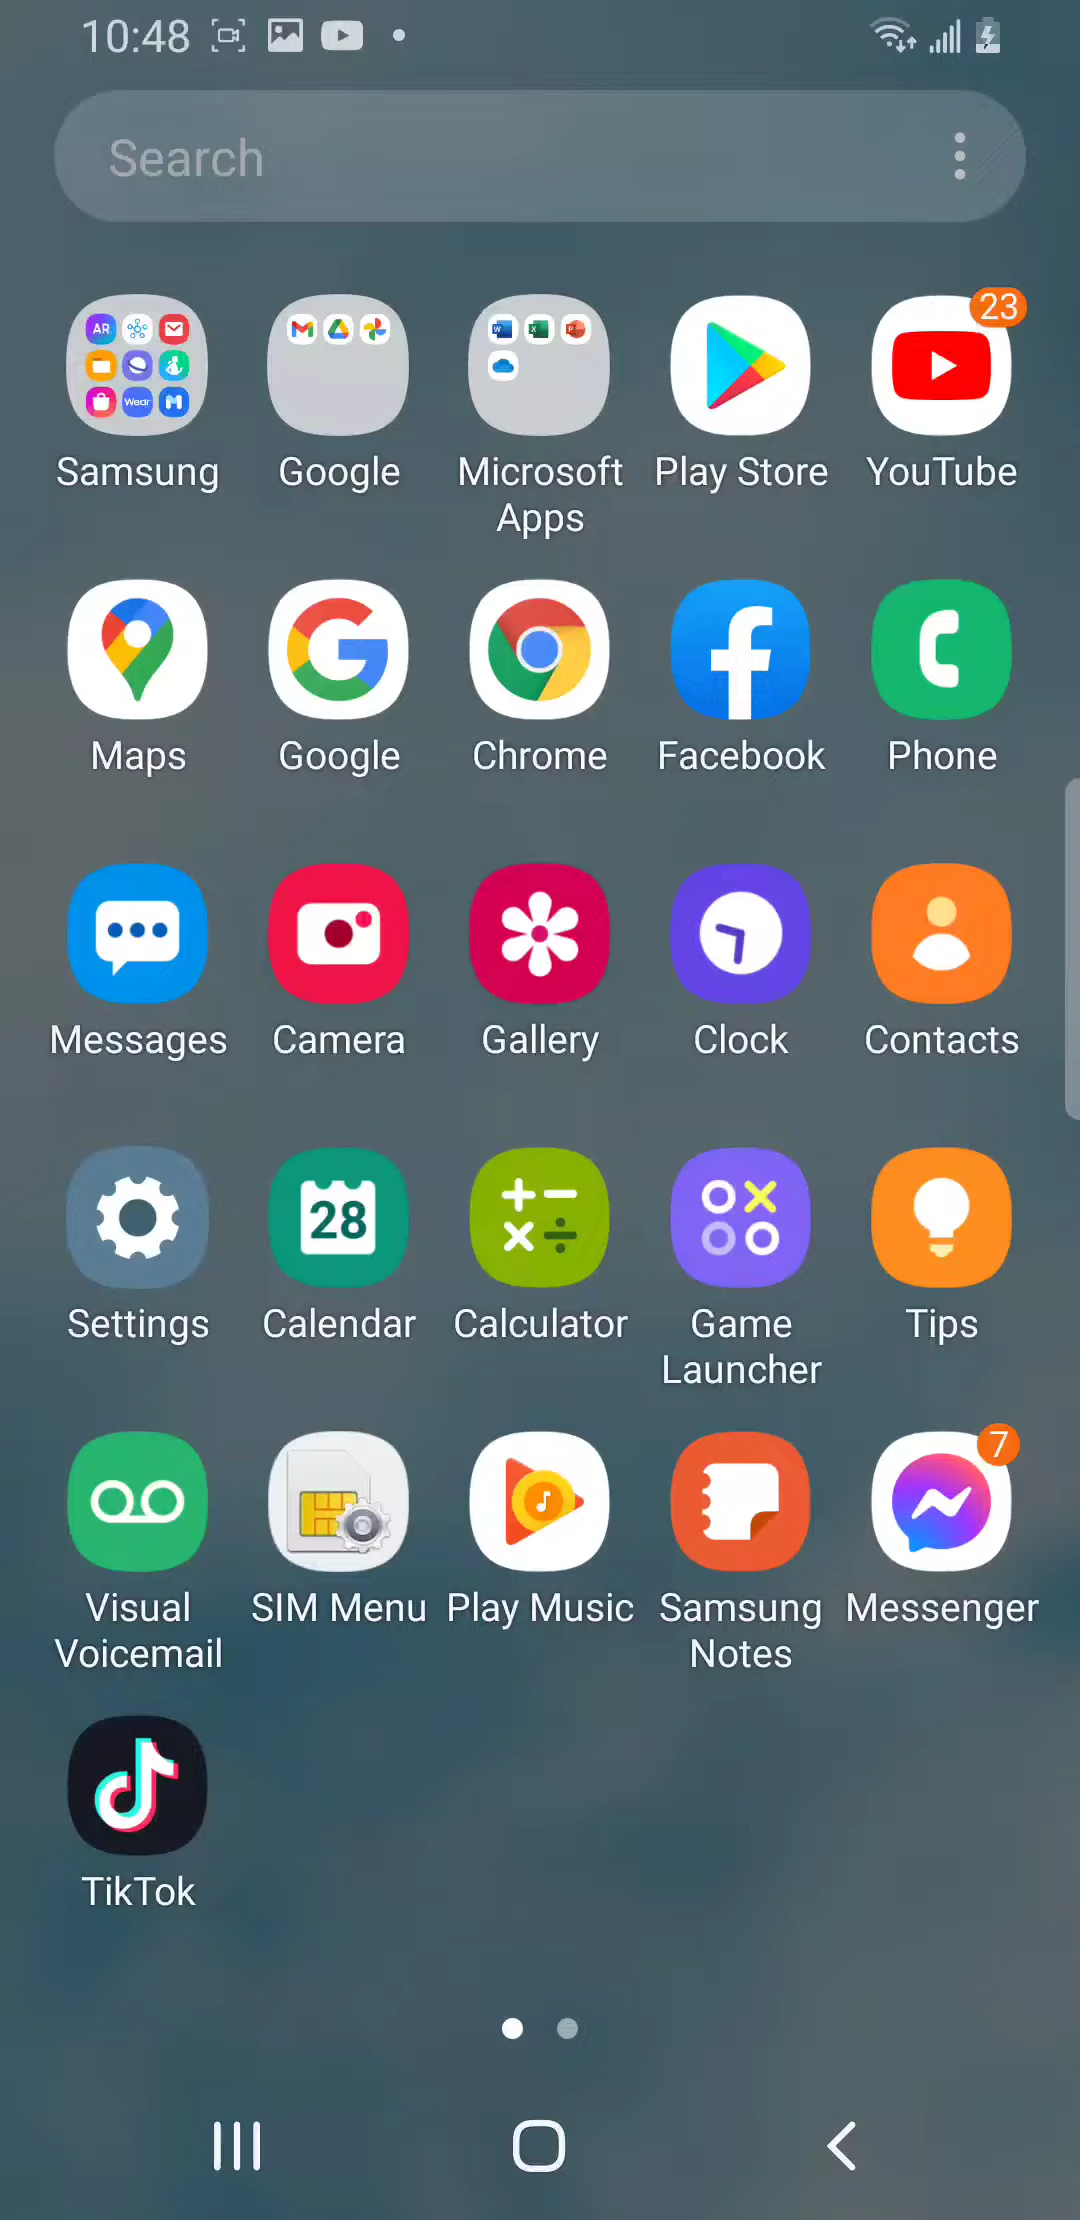 10:48
Search
AR
Wear
23
Samsung Google Microsoft Apps Play Store YouTube
Maps Google Chrome Facebook Phone
Messages Camera Gallery Clock Contacts
28
Settings Calendar Calculator Game Launcher Tips
7
Visual Voicemail SIM Menu Play Music Samsung Notes Messenger
TikTok